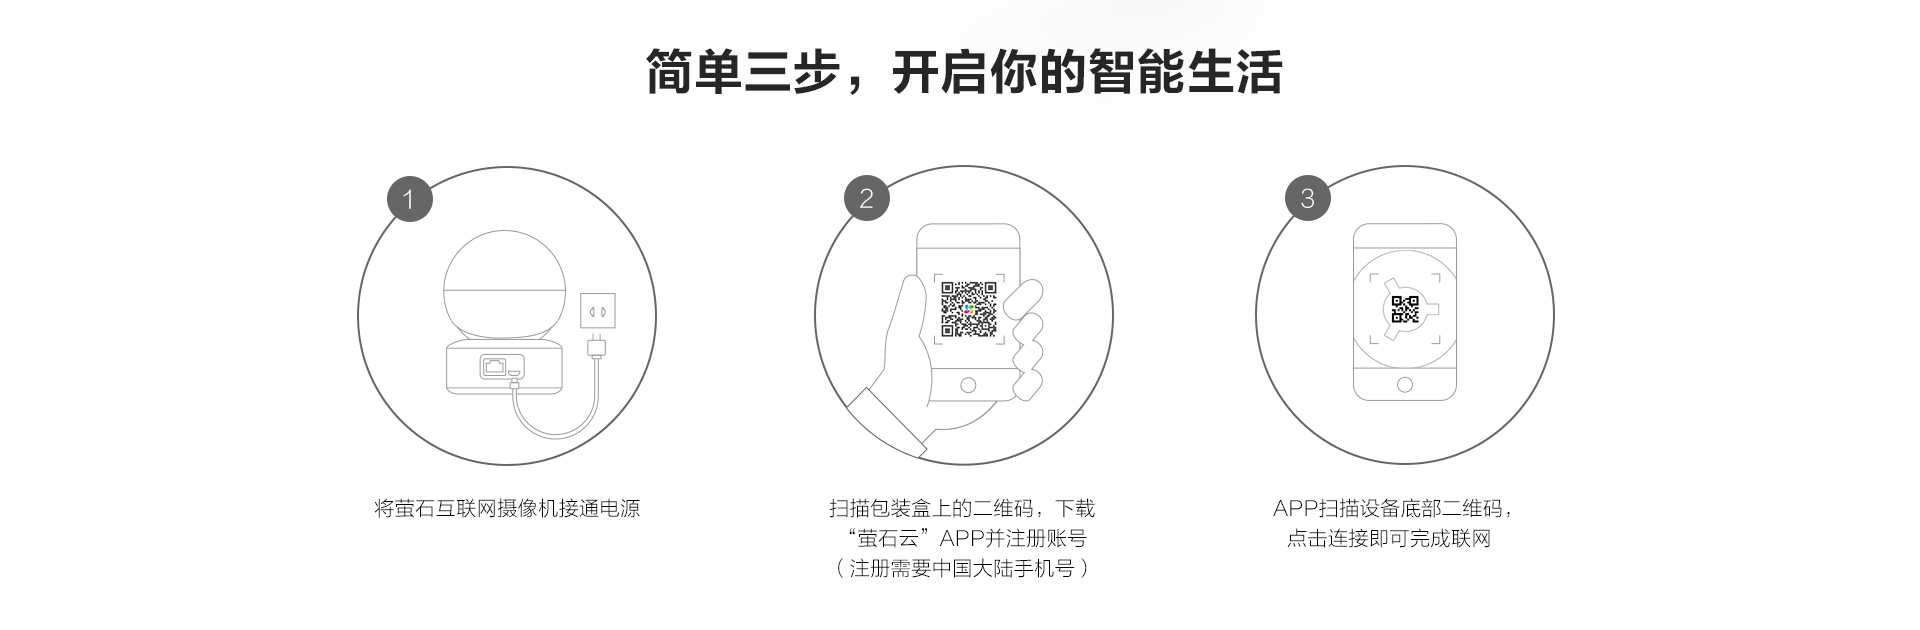 简单三步，开启你的智能生活
1
2
3
将萤石互联网摄像机接通电源
扫描包装盒上的二维码，下载
“萤石云”APP并注册账号
（注册需要中国大陆手机号）
APP扫描设备底部二维码，
点击连接即可完成联网